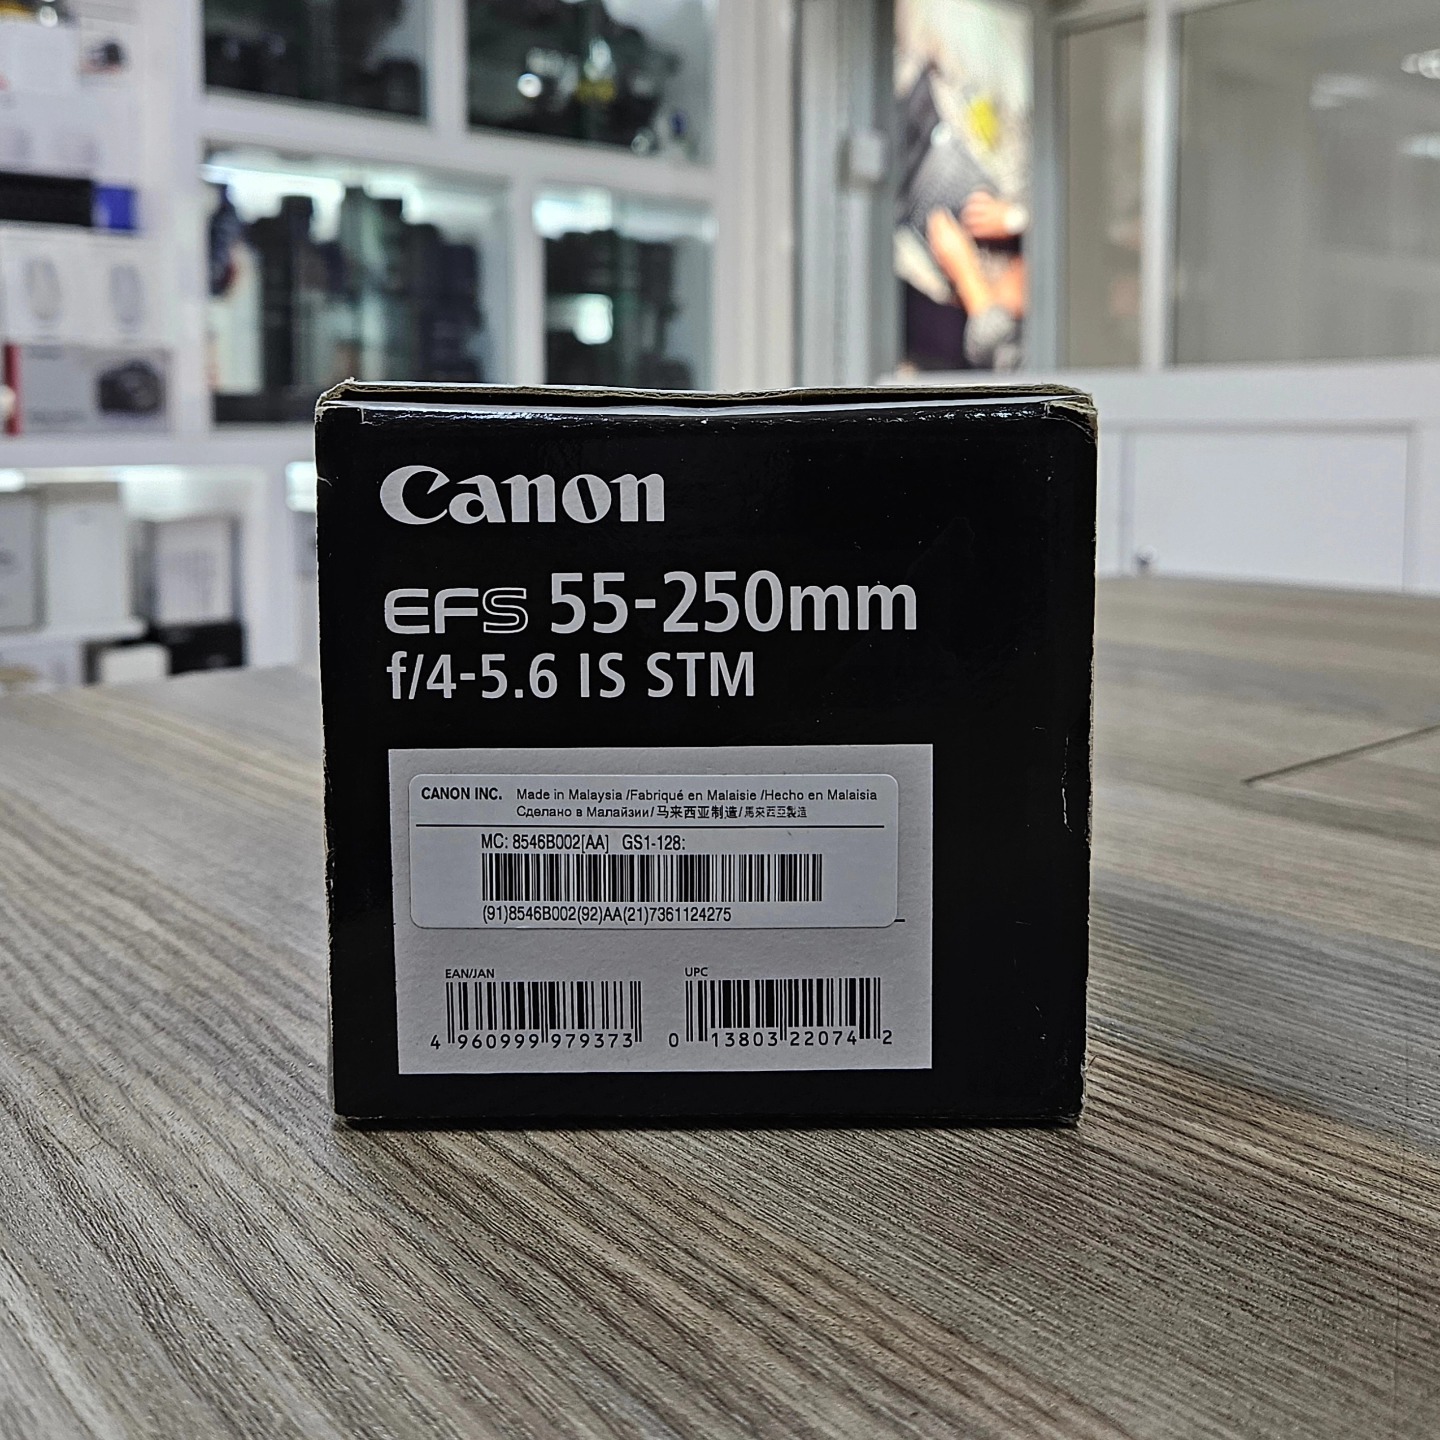 Canon
EFS 55-250mm
f/4-5.6 IS STM
CANON INC. Made in Malaysia /Fabriqué en Malaisie /Hecho en Malaisia
Сделано в Малайзии/马来西亚制造/馬來西亞製造
MC: 8546B002[AA] GS1-128:
(91)8546B002(92)AA(21)7361124275
EAN/JAN UPC
4 960999 979373 0 13803 22074 2